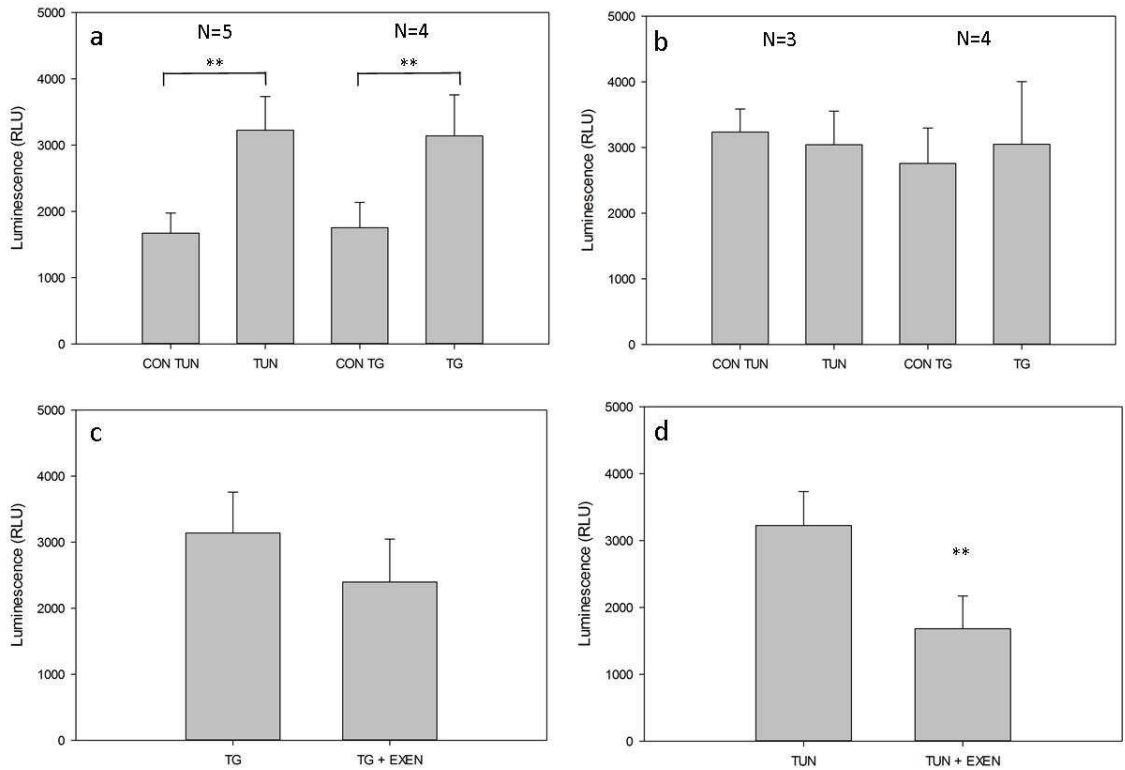 a
N=5 N=4
** **
Luminescence (RLU)
5000
4000
3000
2000
1000
0
CON TUN TUN CON TG TG
b
N=3 N=4
Luminescence (RLU)
5000
4000
3000
2000
1000
0
CON TUN TUN CON TG TG
c
Luminescence (RLU)
5000
4000
3000
2000
1000
0
TG TG + EXEN
d
**
Luminescence (RLU)
5000
4000
3000
2000
1000
0
TUN TUN + EXEN